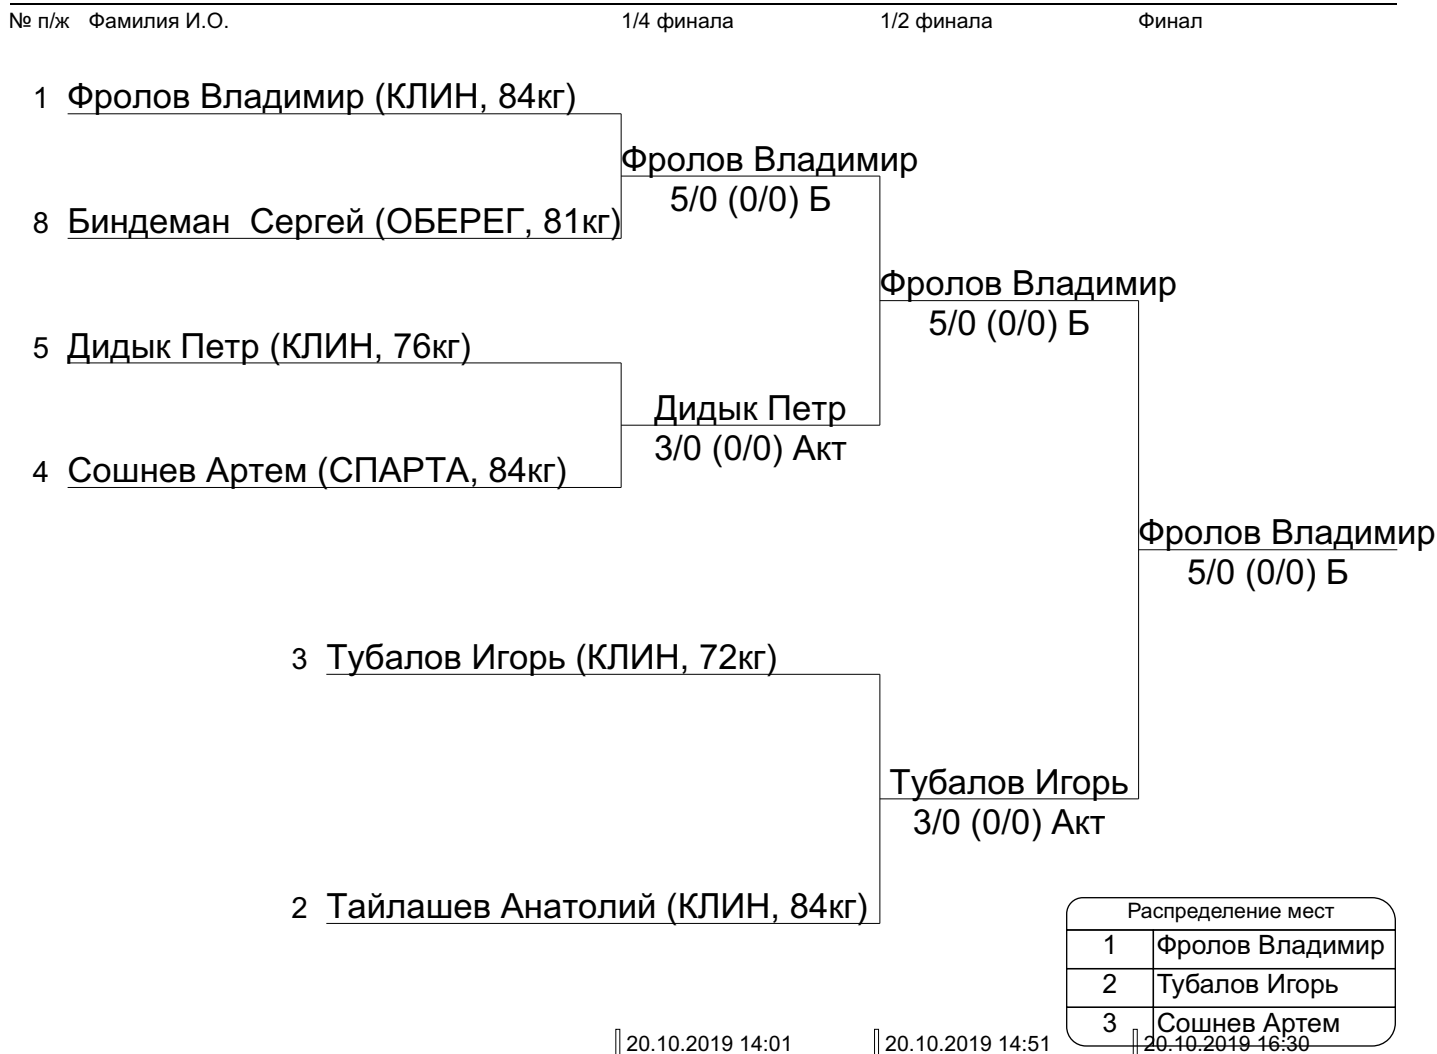 № п/ж Фамилия И.О. 1/4 финала 1/2 финала Финал
1 Фролов Владимир (КЛИН, 84кг)
Фролов Владимир
5/0 (0/0) Б
8 Биндеман Сергей (ОБЕРЕГ, 81кг)
Фролов Владимир
5/0 (0/0) Б
5 Дидык Петр (КЛИН, 76кг)
Дидык Петр
3/0 (0/0) Акт
4 Сошнев Артем (СПАРТА, 84кг)
Фролов Владимир
5/0 (0/0) Б
3 Тубалов Игорь (КЛИН, 72кг)
Тубалов Игорь
3/0 (0/0) Акт
2 Тайлашев Анатолий (КЛИН, 84кг)
Распределение мест
1 Фролов Владимир
2 Тубалов Игорь
3 Сошнев Артем
20.10.2019 14:01 20.10.2019 14:51 20.10.2019 16:30